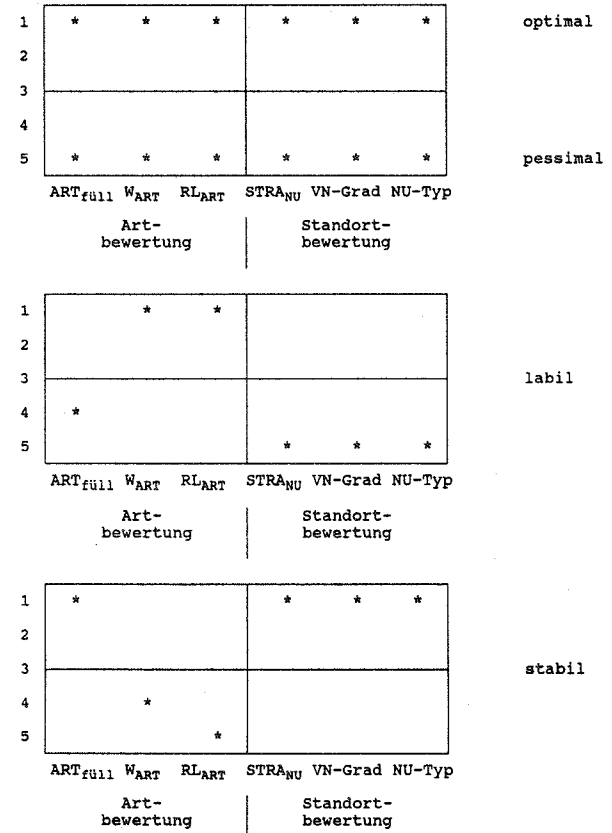 1 * * * * * * optimal
2
3
4
5 * * * * * * pessimal
ARTfüll WART RLART STRANU VN-Grad NU-Typ
Art- Standort-
bewertung bewertung
1 * *
2
3 labil
4 *
5 * * *
ARTfüll WART RLART STRANU VN-Grad NU-Typ
Art- Standort-
bewertung bewertung
1 * * * *
2
3 stabil
4 *
5 *
ARTfüll WART RLART STRANU VN-Grad NU-Typ
Art- Standort-
bewertung bewertung